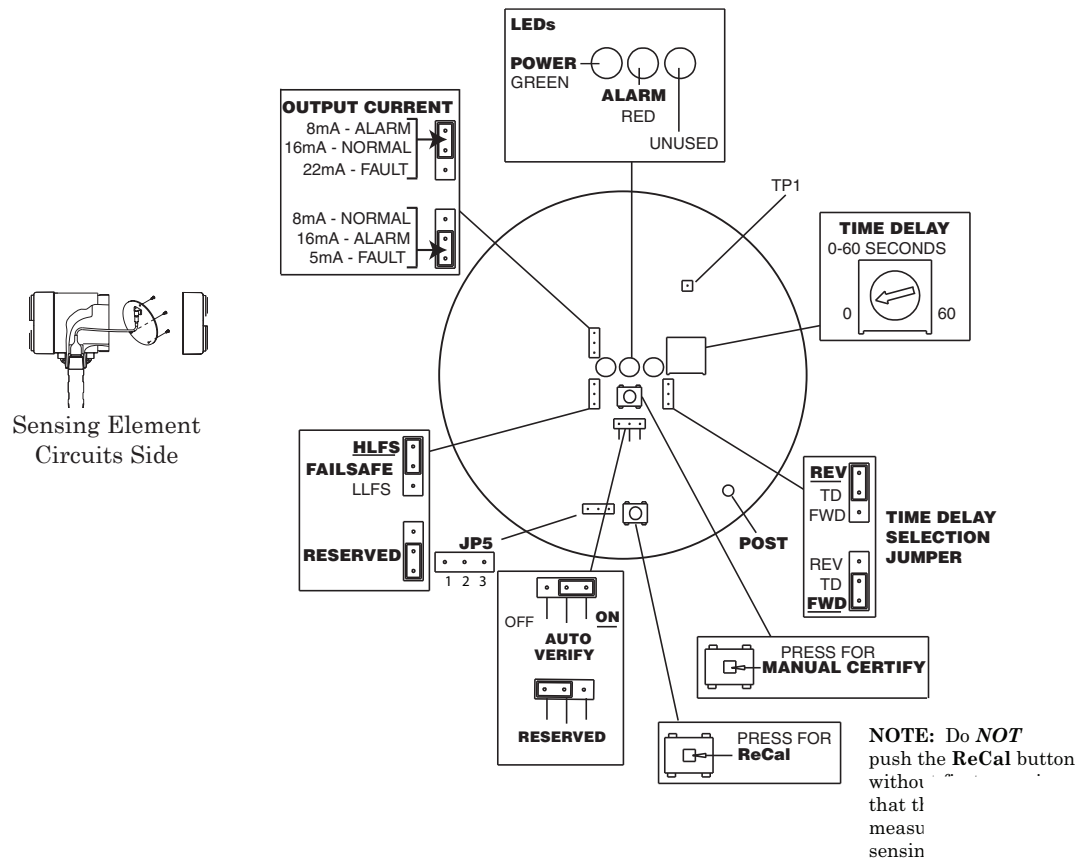 LEDs
POWER
GREEN
ALARM
RED
UNUSED
OUTPUT CURRENT
8mA - ALARM
16mA - NORMAL
22mA - FAULT
8mA - NORMAL
16mA - ALARM
5mA - FAULT
TP1
TIME DELAY
0-60 SECONDS
0
60
Sensing Element
Circuits Side
HLFS
FAILSAFE
LLFS
RESERVED
JP5
1 2 3
POST
REV
TD
FWD
REV
TD
FWD
TIME DELAY
SELECTION
JUMPER
OFF
ON
AUTO
VERIFY
RESERVED
PRESS FOR
MANUAL CERTIFY
PRESS FOR
ReCal
NOTE: Do NOT
push the ReCal button
that